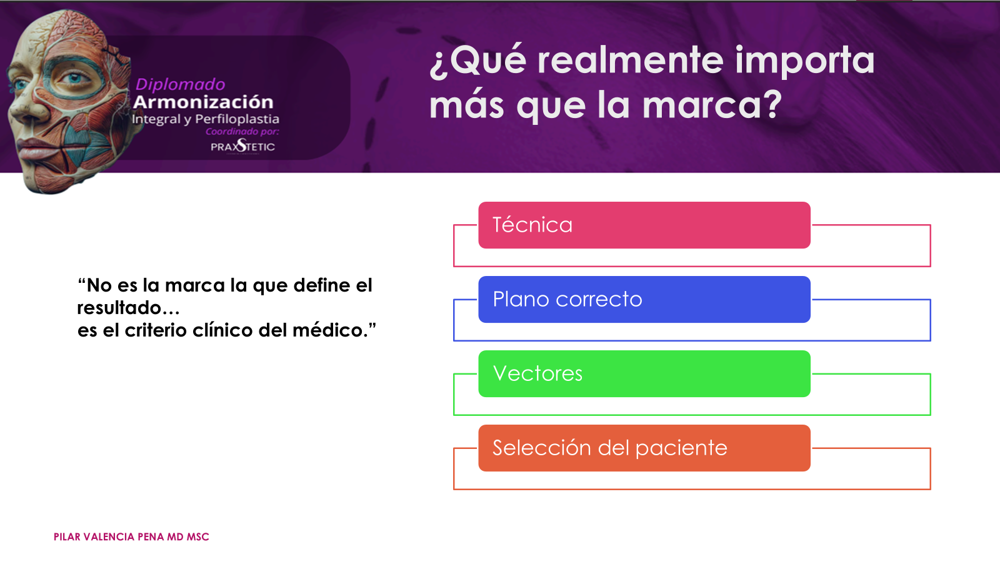 Diplomado
Armonización
Integral y Perfiloplastia
Coordinado por:
PRAXSTETIC
¿Qué realmente importa
más que la marca?
“No es la marca la que define el
resultado…
es el criterio clínico del médico.”
Técnica
Plano correcto
Vectores
Selección del paciente
PILAR VALENCIA PENA MD MSC